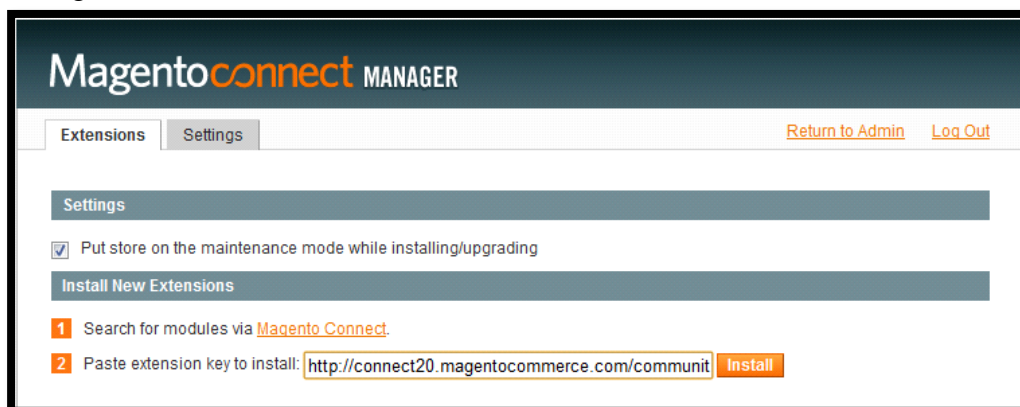 Magentoconnect MANAGER
Extensions Settings Return to Admin Log Out
Settings
Put store on the maintenance mode while installing/upgrading
Install New Extensions
1 Search for modules via Magento Connect.
2 Paste extension key to install: http://connect20.magentocommerce.com/communit Install